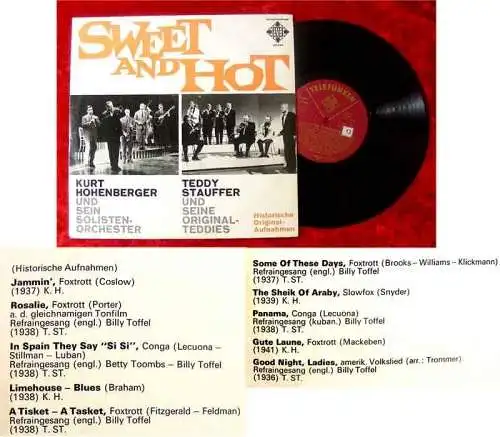 SWEET
AND HOT
KURT
HOHENBERGER
UND
SEIN
SOLISTEN-
ORCHESTER
TEDDY
STAUFFER
UND
SEINE
ORIGINAL-
TEDDIES
Historische
Original-
Aufnahmen
TELEFUNKEN
(Historische Aufnahmen)
Jammin', Foxtrott (Coslow)
(1937) K. H.
Rosalie, Foxtrott (Porter)
a. d. gleichnamigen Tonfilm
Refraingesang (engl.) Billy Toffel
(1938) T. ST.
In Spain They Say "Si Si", Conga (Lecuona –
Stillman – Luban)
Refraingesang (engl.) Betty Toombs – Billy Toffel
(1938) T. ST.
Limehouse – Blues (Braham)
(1938) K. H.
A Tisket – A Tasket, Foxtrott (Fitzgerald – Feldman)
Refraingesang (engl.) Billy Toffel
(1938) T. ST.
Some Of These Days, Foxtrott (Brooks – Williams – Klickmann)
Refraingesang (engl.) Billy Toffel
(1937) T. ST.
The Sheik Of Araby, Slowfox (Snyder)
(1939) K. H.
Panama, Conga (Lecuona)
Refraingesang (kuban.) Billy Toffel
(1938) T. ST.
Gute Laune, Foxtrott (Mackeben)
(1941) K. H.
Good Night, Ladies, amerik. Volkslied (arr.: Trommer)
Refraingesang (engl.) Billy Toffel
(1936) T. ST.